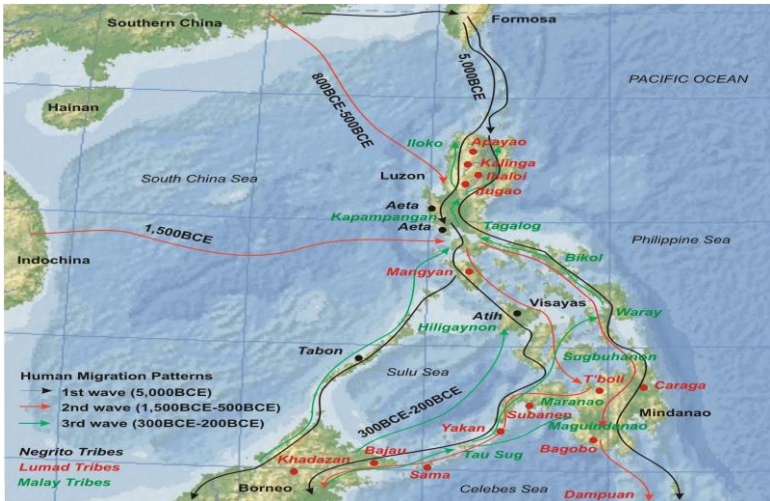 Southern China
Formosa
800BCE-500BCE
5,000BCE
PACIFIC OCEAN
Hainan
Iloko
Apayao
Kalinga
Luzon
Ibaloi
Ifugao
South China Sea
Aeta
Kapampangan
Aeta
Tagalog
1,500BCE
Philippine Sea
Indochina
Bikol
Mangyan
Visayas
Atih
Waray
Hiligaynon
Tabon
Sugbuhanon
Sulu Sea
T'boli
Caraga
Human Migration Patterns
1st wave (5,000BCE)
2nd wave (1,500BCE-500BCE)
3rd wave (300BCE-200BCE)
300BCE-200BCE
Maranao
Subanen
Mindanao
Yakan
Maguindanao
Bagobo
Negrito Tribes
Lumad Tribes
Malay Tribes
Khadazan
Bajau
Tau Sug
Sama
Borneo
Celebes Sea
Dampuan